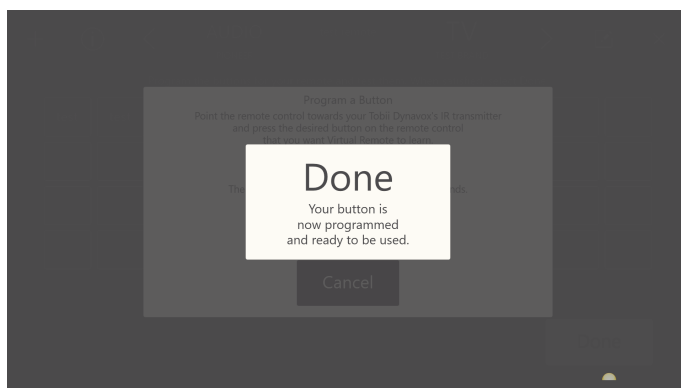 Program a Button
Point the remote control towards your Tobii Dynavox's IR transmitter
and press the desired button on the remote control
that you want Virtual Remote to learn
Done
The
nds
Your button is
now programmed
and ready to be used.
Cancel